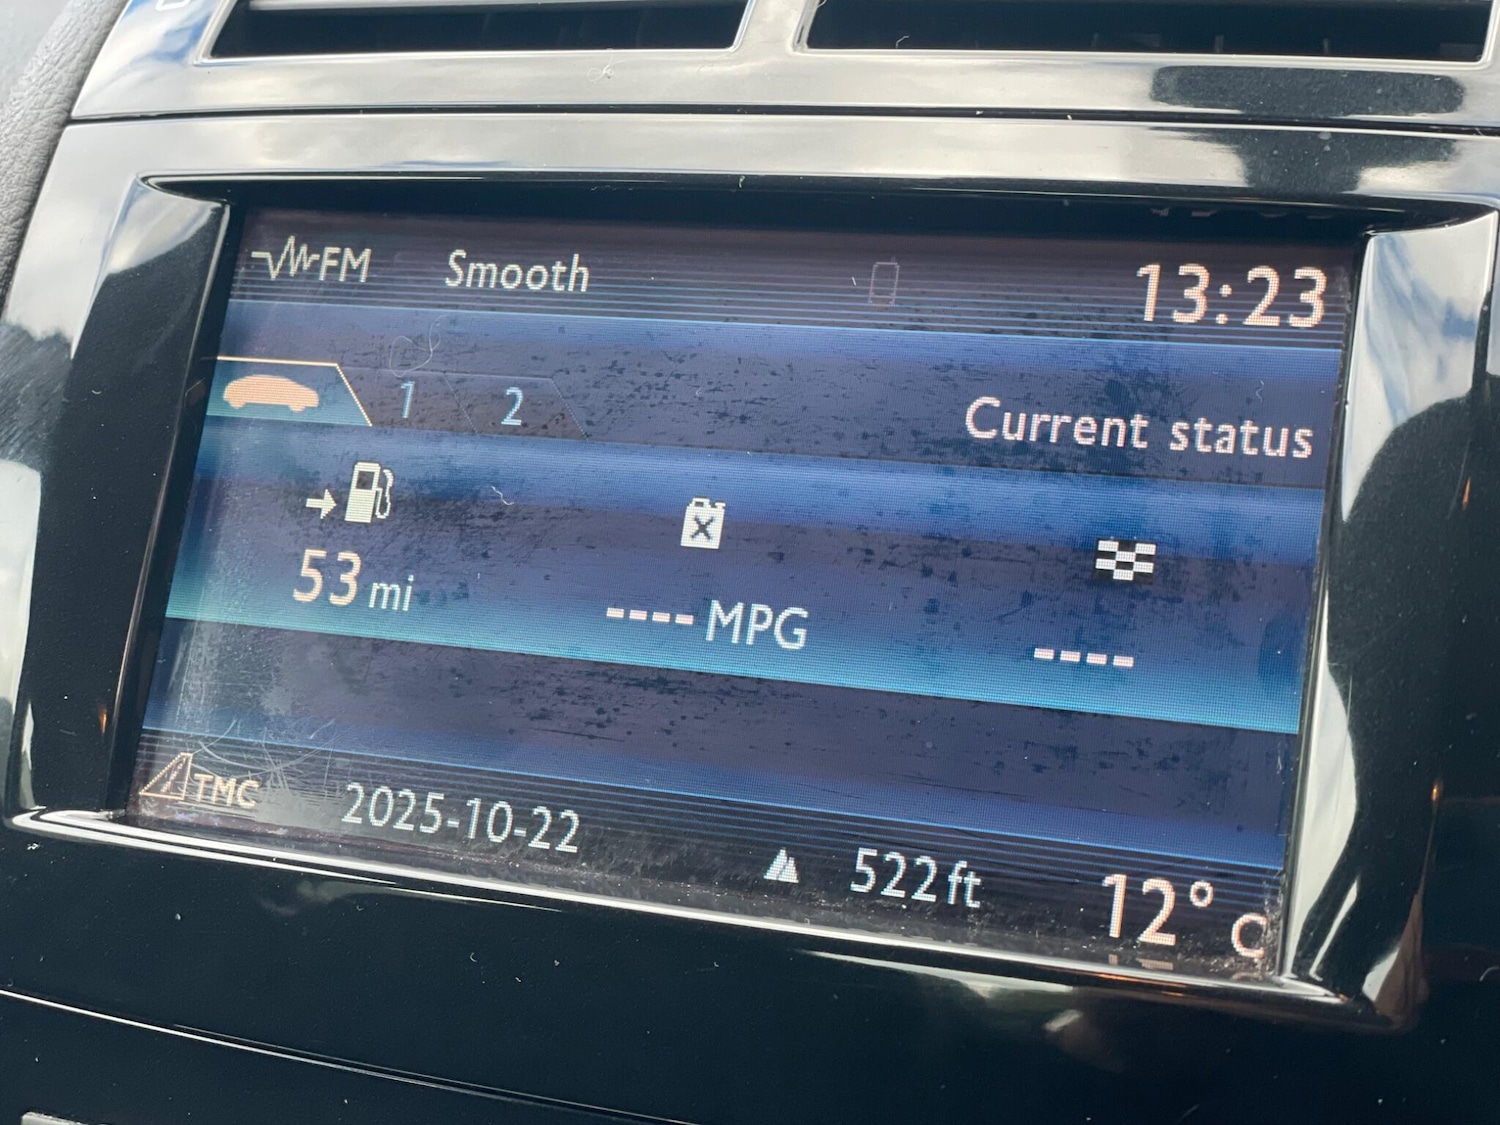 FM Smooth 13:23
1 2
Current status
53 mi ---- MPG ----
TMC 2025-10-22 522 ft 12° C